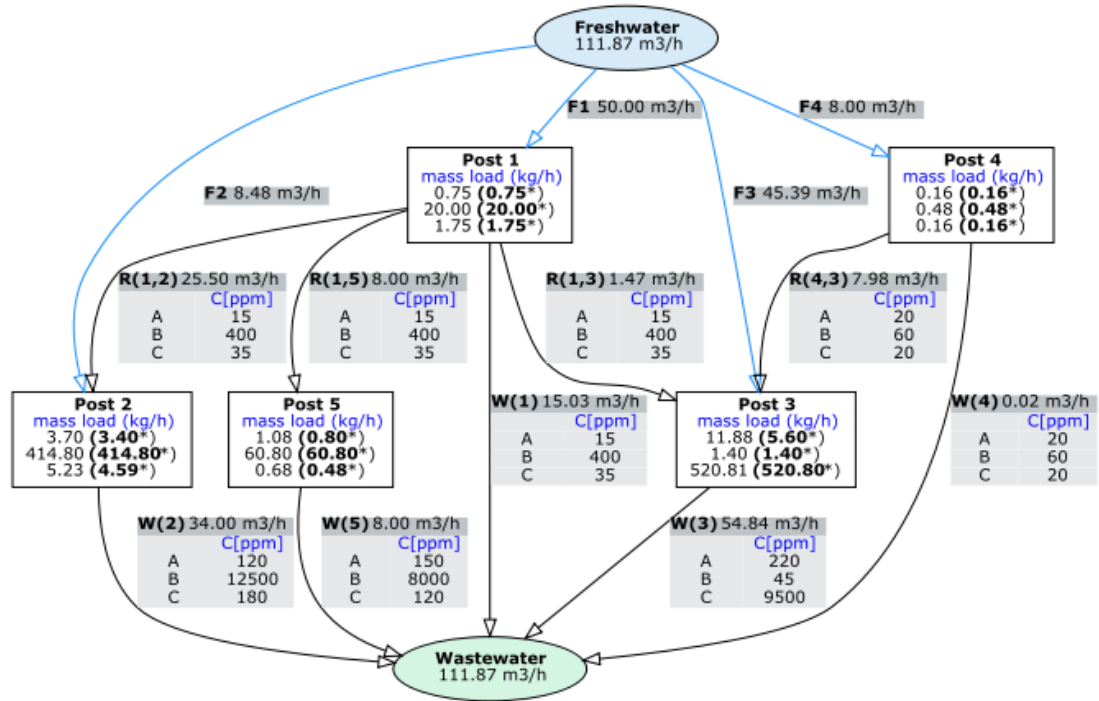 Freshwater
111.87 m3/h
F1 50.00 m3/h
F4 8.00 m3/h
F2 8.48 m3/h
F3 45.39 m3/h
Post 1
mass load (kg/h)
0.75 (0.75*)
20.00 (20.00*)
1.75 (1.75*)
Post 4
mass load (kg/h)
0.16 (0.16*)
0.48 (0.48*)
0.16 (0.16*)
R(1,2) 25.50 m3/h
C[ppm]
A 15
B 400
C 35
R(1,5) 8.00 m3/h
C[ppm]
A 15
B 400
C 35
R(1,3) 1.47 m3/h
C[ppm]
A 15
B 400
C 35
R(4,3) 7.98 m3/h
C[ppm]
A 20
B 60
C 20
Post 2
mass load (kg/h)
3.70 (3.40*)
414.80 (414.80*)
5.23 (4.59*)
Post 5
mass load (kg/h)
1.08 (0.80*)
60.80 (60.80*)
0.68 (0.48*)
W(1) 15.03 m3/h
C[ppm]
A 15
B 400
C 35
Post 3
mass load (kg/h)
11.88 (5.60*)
1.40 (1.40*)
520.81 (520.80*)
W(4) 0.02 m3/h
C[ppm]
A 20
B 60
C 20
W(2) 34.00 m3/h
C[ppm]
A 120
B 12500
C 180
W(5) 8.00 m3/h
C[ppm]
A 150
B 8000
C 120
W(3) 54.84 m3/h
C[ppm]
A 220
B 45
C 9500
Wastewater
111.87 m3/h